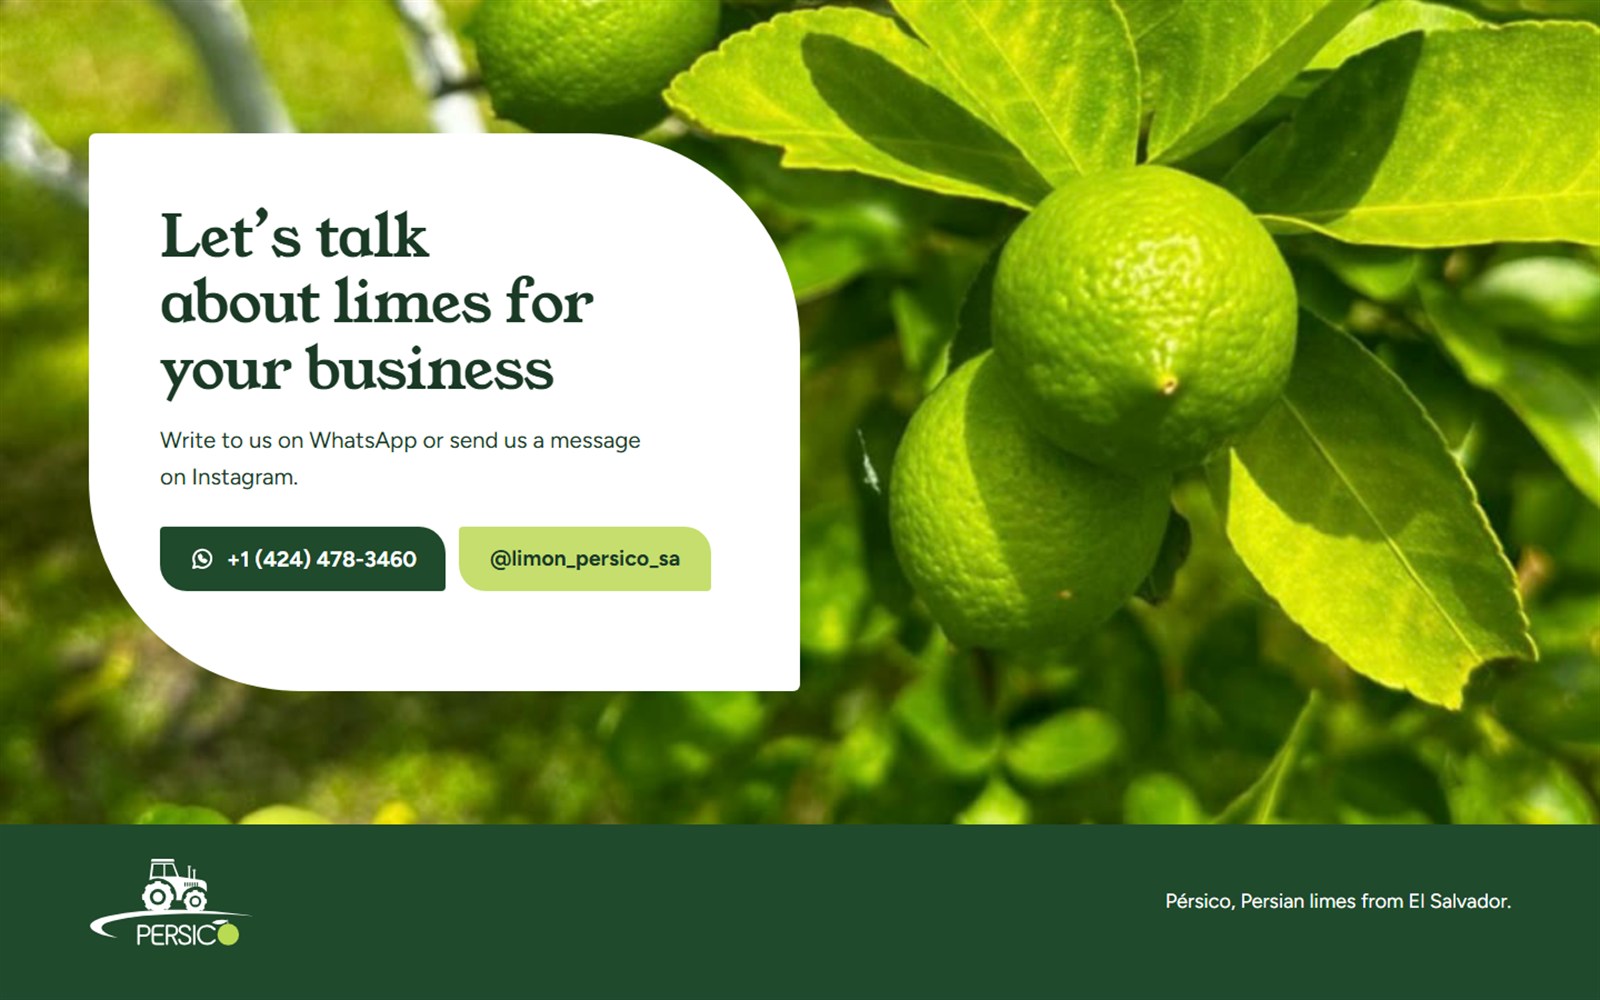 Let’s talk
about limes for
your business
Write to us on WhatsApp or send us a message
on Instagram.
+1 (424) 478-3460
@limon_persico_sa
PERSICO
Pérsico, Persian limes from El Salvador.